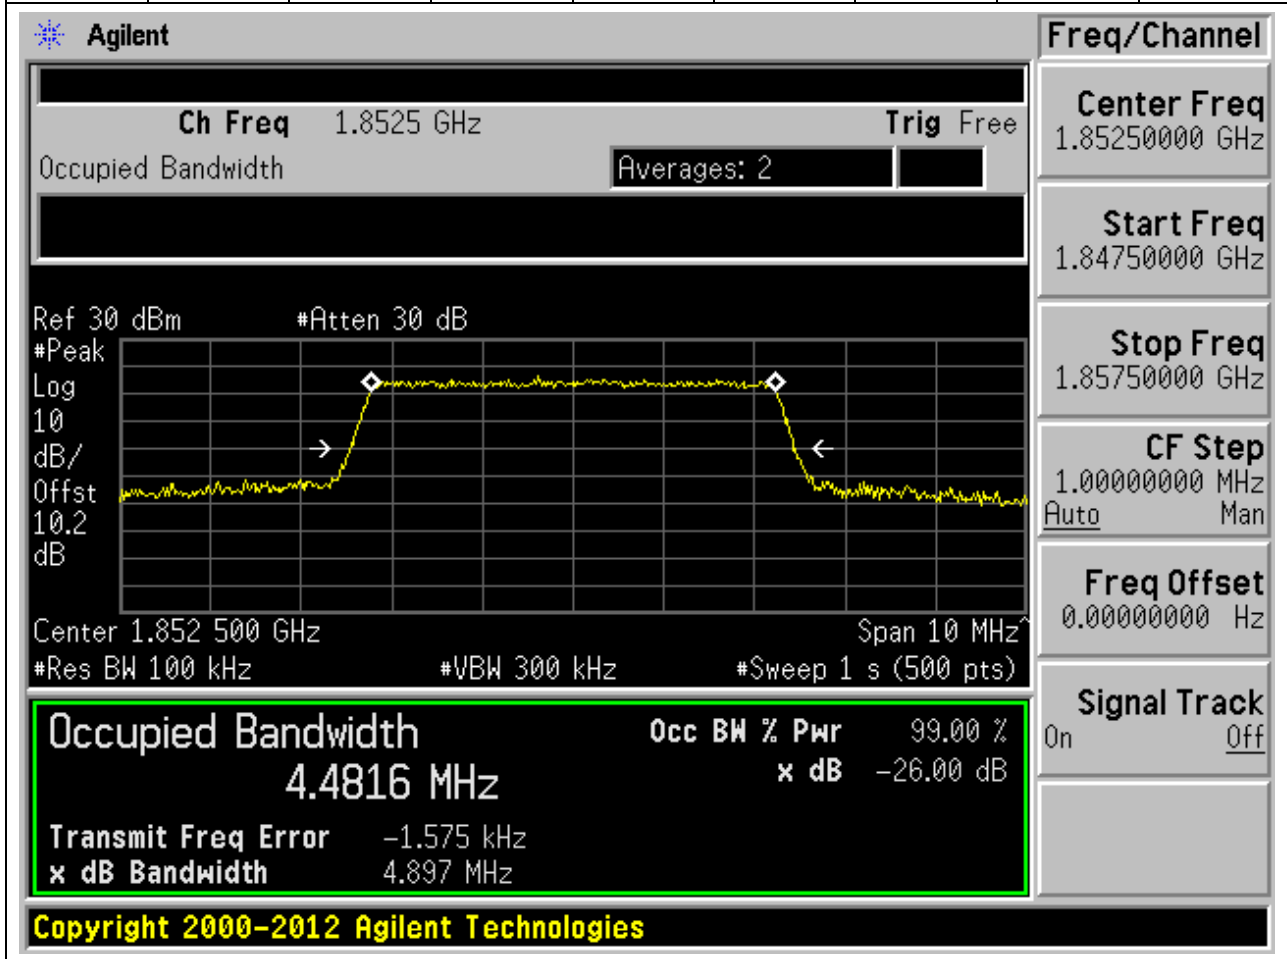 Agilent
Freq/Channel
Ch Freq 1.8525 GHz Trig Free
Occupied Bandwidth Averages: 2
Center Freq
1.85250000 GHz
Start Freq
1.84750000 GHz
Stop Freq
1.85750000 GHz
CF Step
1.00000000 MHz
Auto Man
Freq Offset
0.00000000 Hz
Signal Track
On Off
Ref 30 dBm #Atten 30 dB
#Peak
Log
10
dB/
Offst
10.2
dB
Center 1.852 500 GHz Span 10 MHz^
#Res BW 100 kHz #VBW 300 kHz #Sweep 1 s (500 pts)
Occupied Bandwidth Occ BW % Pwr 99.00 %
4.4816 MHz x dB -26.00 dB
Transmit Freq Error -1.575 kHz
x dB Bandwidth 4.897 MHz
Copyright 2000-2012 Agilent Technologies